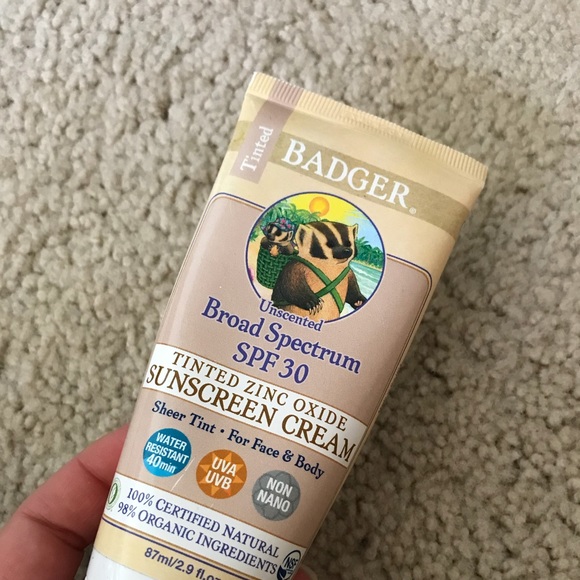 Tinted
BADGER®
Unscented
Broad Spectrum
SPF 30
TINTED ZINC OXIDE
SUNSCREEN CREAM
Sheer Tint • For Face & Body
WATER
RESISTANT
40min
UVA
UVB
NON
NANO
100% CERTIFIED NATURAL
98% ORGANIC INGREDIENTS
NSF
87ml/2.9 fl.